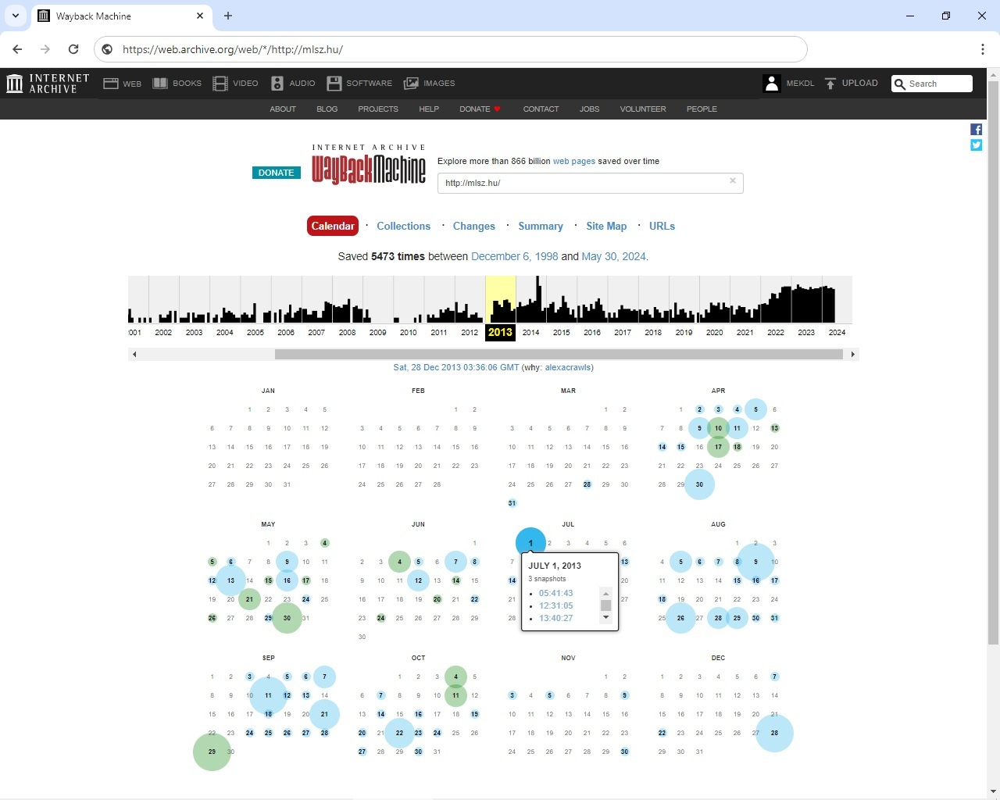 Wayback Machine
https://web.archive.org/web/*/http://mlsz.hu/
INTERNET ARCHIVE
WEB BOOKS VIDEO AUDIO SOFTWARE IMAGES
MEKDL UPLOAD Search
ABOUT BLOG PROJECTS HELP DONATE CONTACT JOBS VOLUNTEER PEOPLE
DONATE
INTERNET ARCHIVE
WayBackMachine
Explore more than 866 billion web pages saved over time
http://mlsz.hu/
Calendar · Collections · Changes · Summary · Site Map · URLs
Saved 5473 times between December 6, 1998 and May 30, 2024.
001 2002 2003 2004 2005 2006 2007 2008 2009 2010 2011 2012 2013 2014 2015 2016 2017 2018 2019 2020 2021 2022 2023 2024
Sat, 28 Dec 2013 03:36:06 GMT (why: alexacrawls)
JAN FEB MAR APR
1 2 3 4 5 1 2 1 2 1 2 3 4 5 6
6 7 8 9 10 11 12 3 4 5 6 7 8 9 3 4 5 6 7 8 9 7 8 9 10 11 12 13
13 14 15 16 17 18 19 10 11 12 13 14 15 16 10 11 12 13 14 15 16 14 15 16 17 18 19 20
20 21 22 23 24 25 26 17 18 19 20 21 22 23 17 18 19 20 21 22 23 21 22 23 24 25 26 27
27 28 29 30 31 24 25 26 27 28 24 25 26 27 28 29 30 28 29 30
31
MAY JUN JUL AUG
1 2 3 4 1 1 2 3 4 5 6 1 2 3
5 6 7 8 9 10 11 2 3 4 5 6 7 8 7 13 4 5 6 7 8 9 10
12 13 14 15 16 17 18 9 10 11 12 13 14 15 14 20 11 12 13 14 15 16 17
19 20 21 22 23 24 25 16 17 18 19 20 21 22 21 27 18 19 20 21 22 23 24
26 27 28 29 30 31 23 24 25 26 27 28 29 28 25 26 27 28 29 30 31
30
JULY 1, 2013
3 snapshots
05:41:43
12:31:05
13:40:27
SEP OCT NOV DEC
1 2 3 4 5 6 7 1 2 3 4 5 1 2 1 2 3 4 5 6 7
8 9 10 11 12 13 14 6 7 8 9 10 11 12 3 4 5 6 7 8 9 8 9 10 11 12 13 14
15 16 17 18 19 20 21 13 14 15 16 17 18 19 10 11 12 13 14 15 16 15 16 17 18 19 20 21
22 23 24 25 26 27 28 20 21 22 23 24 25 26 17 18 19 20 21 22 23 22 23 24 25 26 27 28
29 30 27 28 29 30 31 24 25 26 27 28 29 30 29 30 31